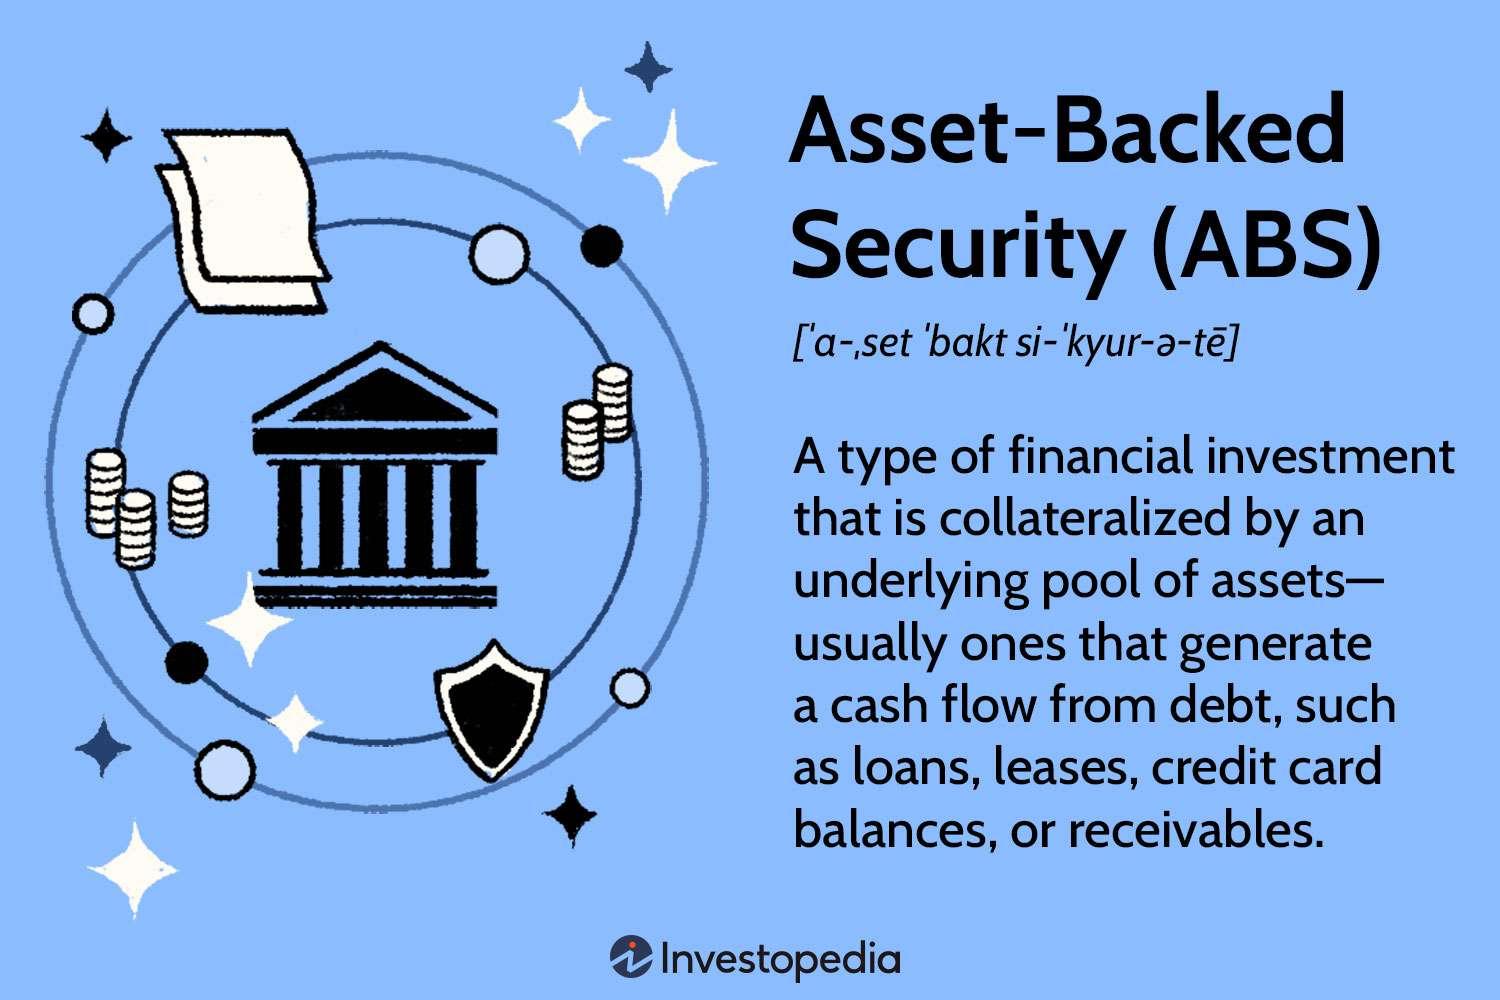 Asset-Backed
Security (ABS)
[ˈa-ˌset ˈbakt si-ˈkyur-ə-tē]
A type of financial investment
that is collateralized by an
underlying pool of assets—
usually ones that generate
a cash flow from debt, such
as loans, leases, credit card
balances, or receivables.
Investopedia